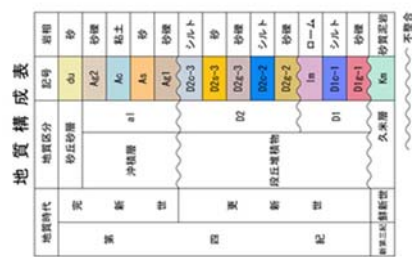 地質構成表
地質時代 地質区分 記号 岩相
第四紀 完新世 砂丘砂層 du 砂
沖積層 a1 Ag2 砂礫
Ac 粘土
As 砂
Ag1 砂礫
更新世 段丘堆積物 D2 D2c-3 シルト
D2s-3 砂
D2g-3 砂礫
D2c-2 シルト
D2g-2 砂礫
D1 lm ローム
D1c-1 シルト
D1g-1 砂礫
新第三紀 鮮新世 久米層 Km 砂質泥岩
不整合